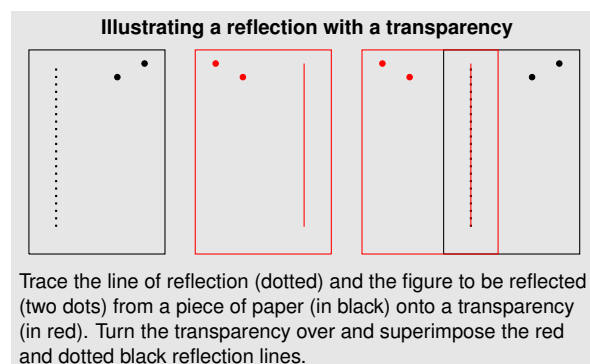 Illustrating a reflection with a transparency
Trace the line of reflection (dotted) and the figure to be reflected
(two dots) from a piece of paper (in black) onto a transparency
(in red). Turn the transparency over and superimpose the red
and dotted black reflection lines.